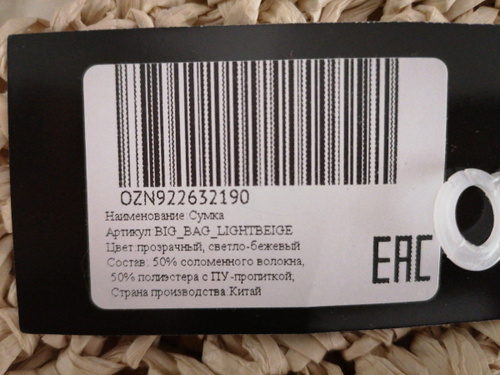 OZN922632190
Наименование Сумка
Артикул BIG_BAG_LIGHTBEIGE
Цвет прозрачный, светло-бежевый
Состав: 50% соломенного волокна,
50% полиэстера с ПУ-пропиткой,
Страна производства Китай
EAC